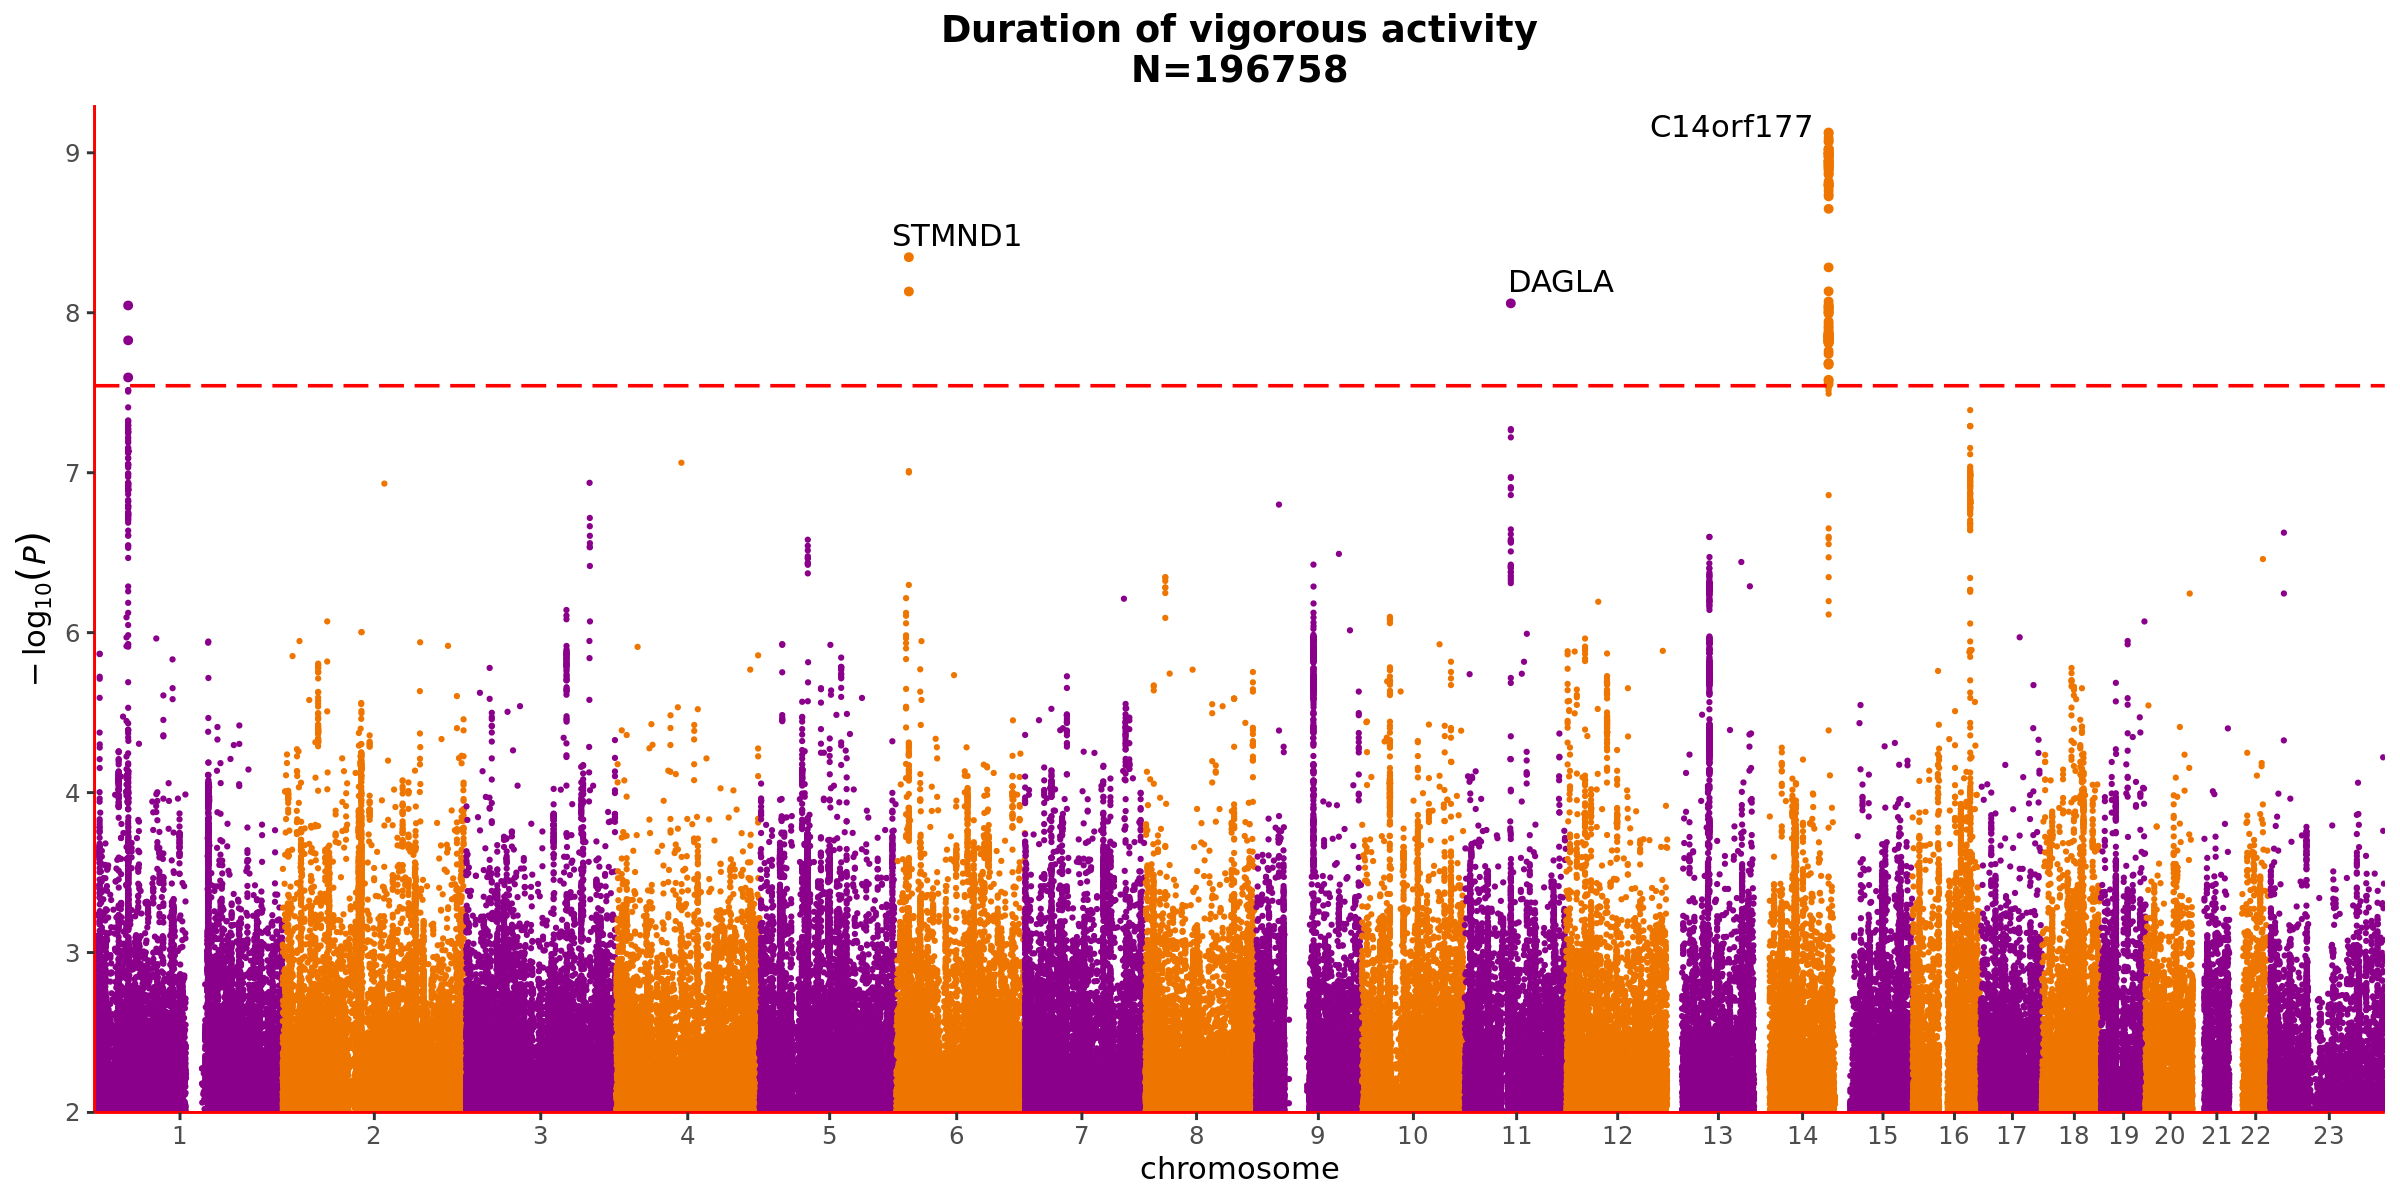 Duration of vigorous activity
N=196758
C14orf177
STMND1
DAGLA
9
8
7
6
4
3
2
−log₁₀(P)
1 2 3 4 5 6 7 8 9 10 11 12 13 14 15 16 17 18 19 20 21 22 23
chromosome